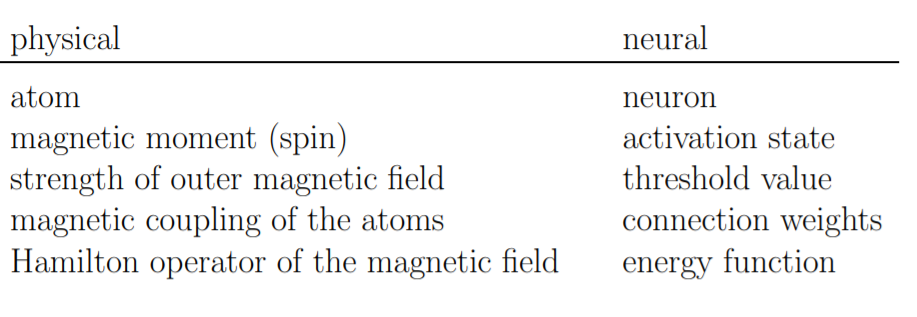 physical neural
atom neuron
magnetic moment (spin) activation state
strength of outer magnetic field threshold value
magnetic coupling of the atoms connection weights
Hamilton operator of the magnetic field energy function